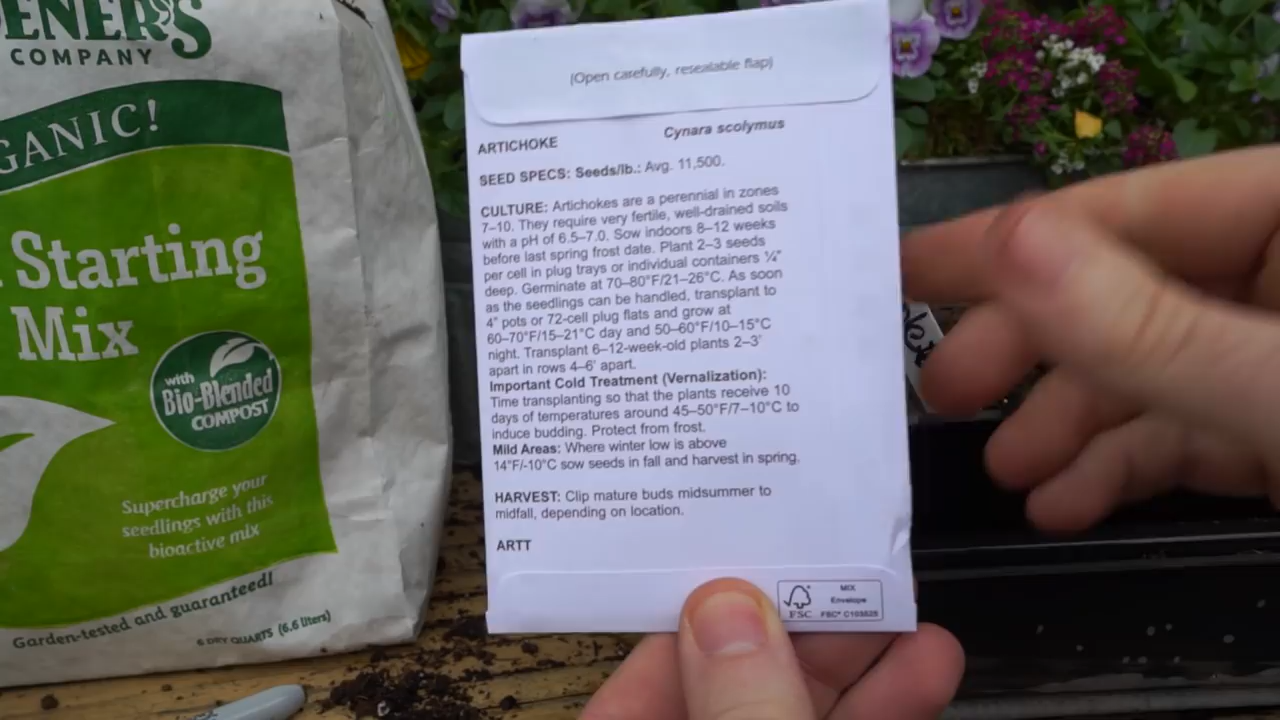 ENER'S
COMPANY
GANIC!
Starting
Mix
with
Bio-Blended
COMPOST
Supercharge your
seedlings with this
bioactive mix
Garden-tested and guaranteed!
6 DRY QUARTS (6.6 liters)
(Open carefully, resealable flap)
ARTICHOKE Cynara scolymus
SEED SPECS: Seeds/lb.: Avg. 11,500.
CULTURE: Artichokes are a perennial in zones
7–10. They require very fertile, well-drained soils
with a pH of 6.5–7.0. Sow indoors 8–12 weeks
before last spring frost date. Plant 2–3 seeds
per cell in plug trays or individual containers ¼"
deep. Germinate at 70–80°F/21–26°C. As soon
as the seedlings can be handled, transplant to
4" pots or 72-cell plug flats and grow at
60–70°F/15–21°C day and 50–60°F/10–15°C
night. Transplant 6–12-week-old plants 2–3'
apart in rows 4–6' apart.
Important Cold Treatment (Vernalization):
Time transplanting so that the plants receive 10
days of temperatures around 45–50°F/7–10°C to
induce budding. Protect from frost.
Mild Areas: Where winter low is above
14°F/-10°C sow seeds in fall and harvest in spring.
HARVEST: Clip mature buds midsummer to
midfall, depending on location.
ARTT
FSC
MIX
Envelope